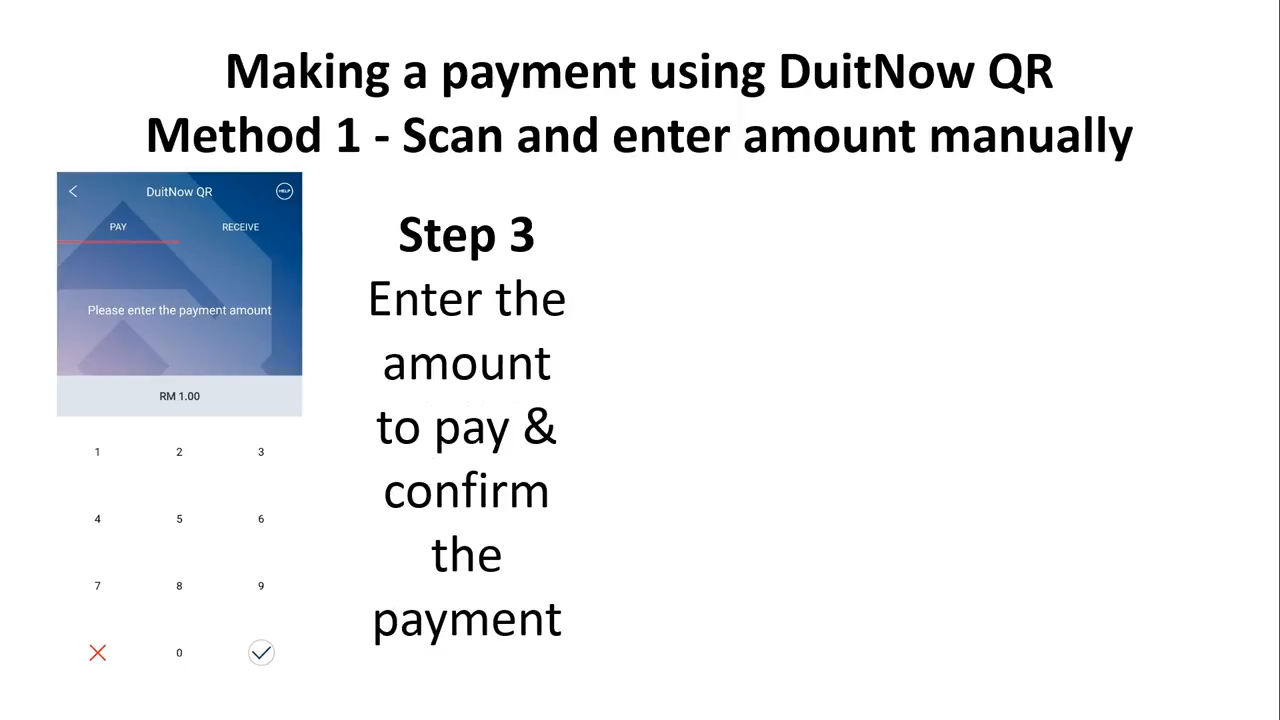 Making a payment using DuitNow QR
Method 1 - Scan and enter amount manually
DuitNow QR
HELP
PAY
RECEIVE
Please enter the payment amount
RM 1.00
1 2 3
4 5 6
7 8 9
0
Step 3
Enter the
amount
to pay &
confirm
the
payment